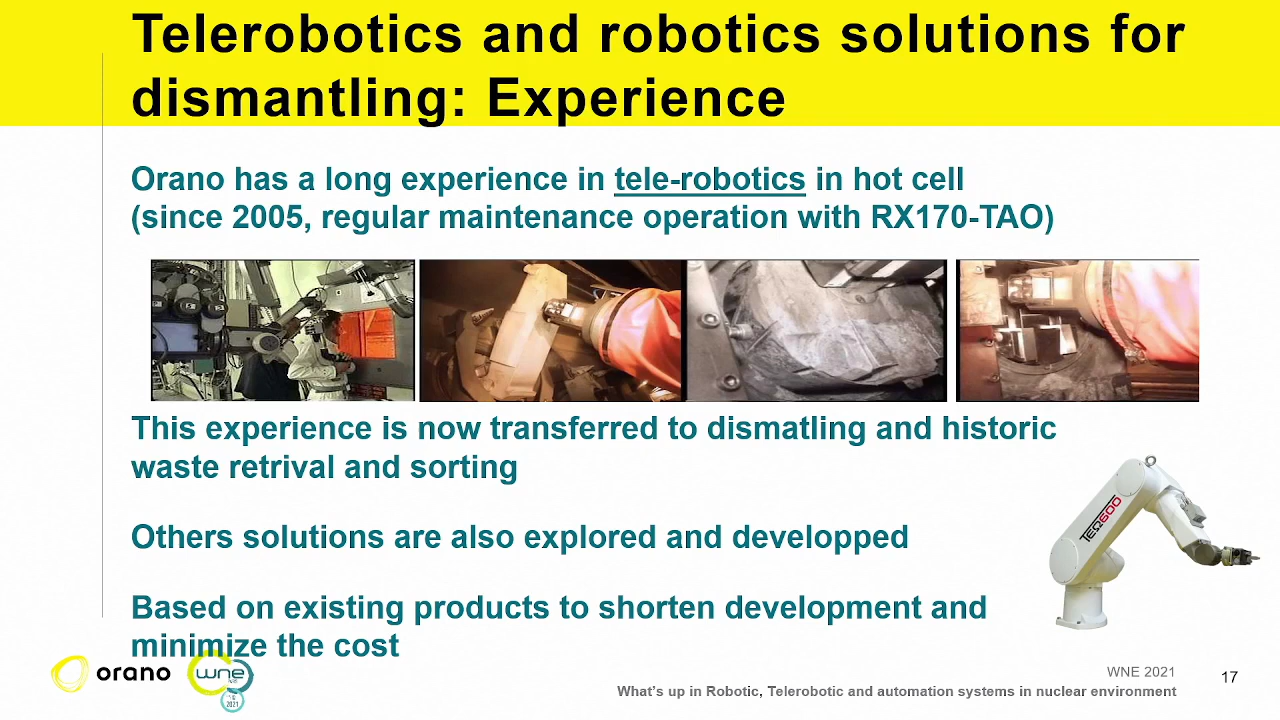 Telerobotics and robotics solutions for
dismantling: Experience
Orano has a long experience in tele-robotics in hot cell
(since 2005, regular maintenance operation with RX170-TAO)
This experience is now transferred to dismatling and historic
waste retrival and sorting
TEΩ600
Others solutions are also explored and developped
Based on existing products to shorten development and
minimize the cost
orano
wne
2021
WNE 2021
What's up in Robotic, Telerobotic and automation systems in nuclear environment
17